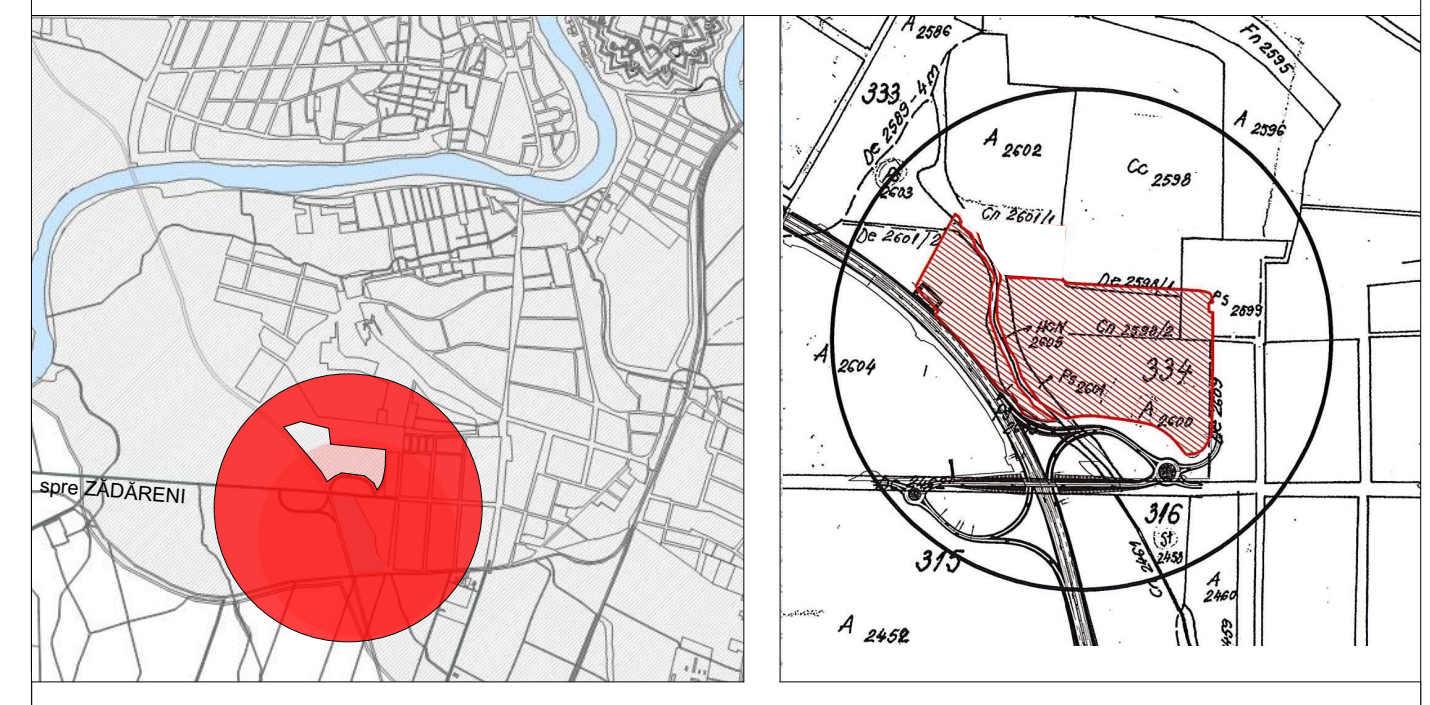 spre ZĂDĂRENI
A 2586
Fn 2595
333
De 2589-4m
A 2602
A 2596
Cc 2598
2603
Cn 2601/1
De 2601/2
De 2598/1
Ps 2599
HCN 2605
Cn 2598/2
A 2604
334
Ps 2601
A 2600
De 2609
316
St 2458
315
A 2460
A 2452